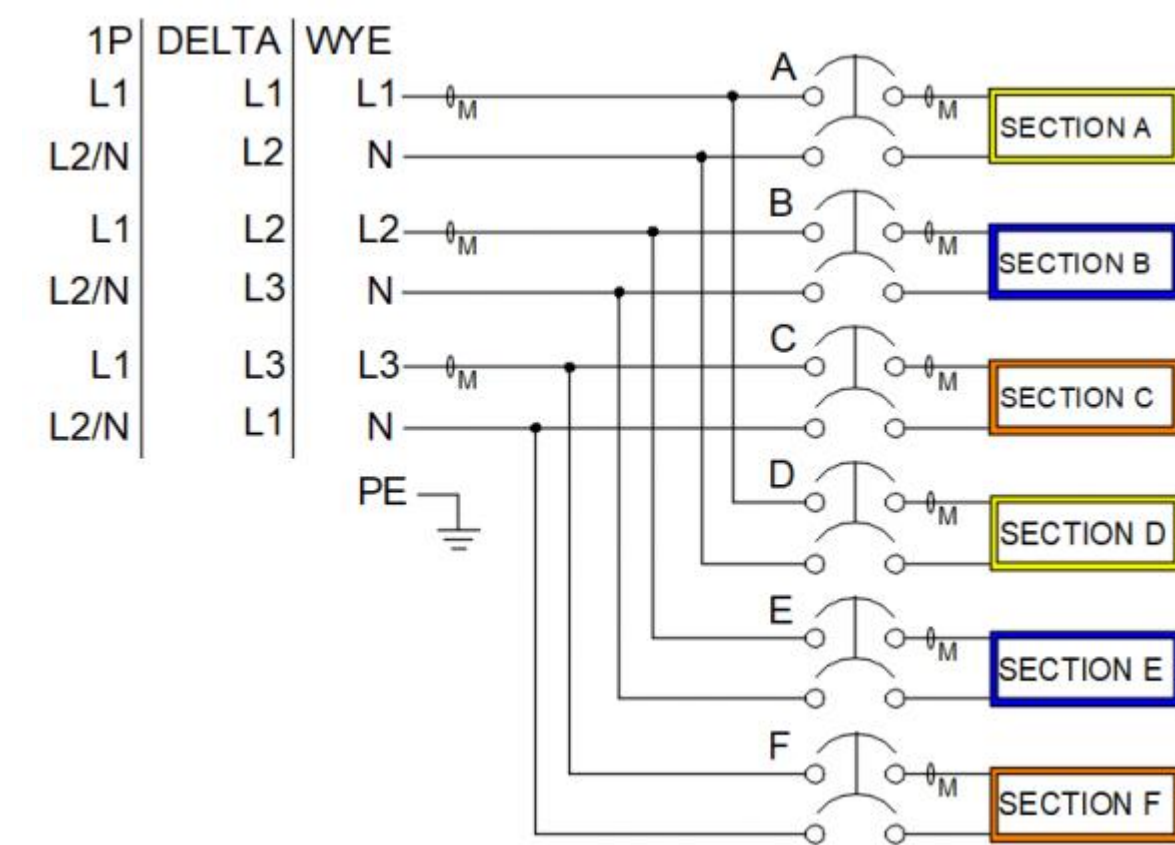 1P DELTA WYE
A
L1 L1 L1 M M SECTION A
L2/N L2 N
B
L1 L2 L2 M M SECTION B
L2/N L3 N
C
L1 L3 L3 M M SECTION C
L2/N L1 N
D
PE M SECTION D
E
M SECTION E
F
M SECTION F